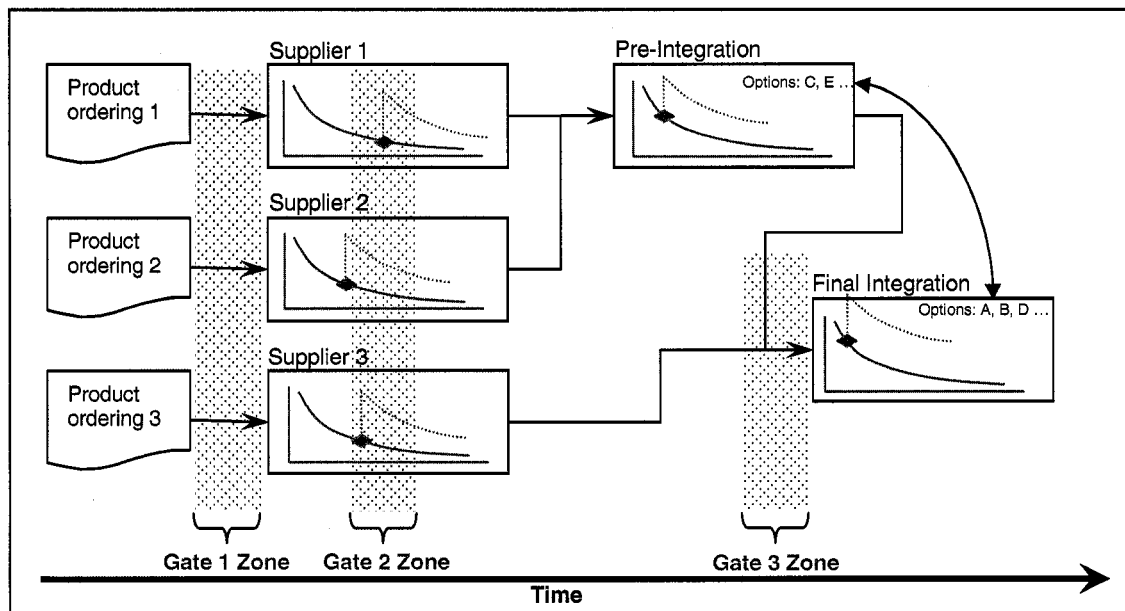 Supplier 1
Pre-Integration
Product
ordering 1
Options: C, E ...
Supplier 2
Product
ordering 2
Final Integration
Options: A, B, D ...
Supplier 3
Product
ordering 3
Gate 1 Zone
Gate 2 Zone
Gate 3 Zone
Time